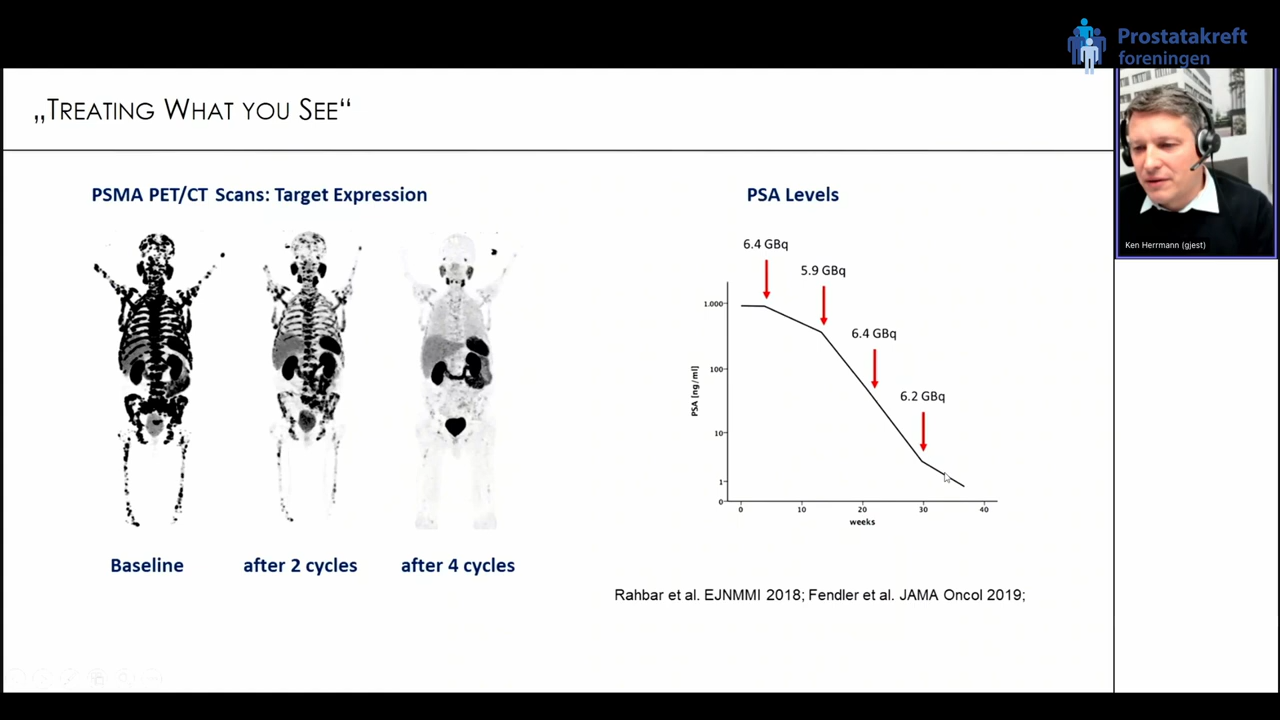 Prostatakreft
foreningen
„TREATING WHAT YOU SEE“
PSMA PET/CT Scans: Target Expression
PSA Levels
Ken Herrmann (gjest)
6.4 GBq
5.9 GBq
6.4 GBq
6.2 GBq
PSA [ng/ml]
1.000
100
10
1
0
0 10 20 30 40
weeks
Baseline
after 2 cycles
after 4 cycles
Rahbar et al. EJNMMI 2018; Fendler et al. JAMA Oncol 2019;